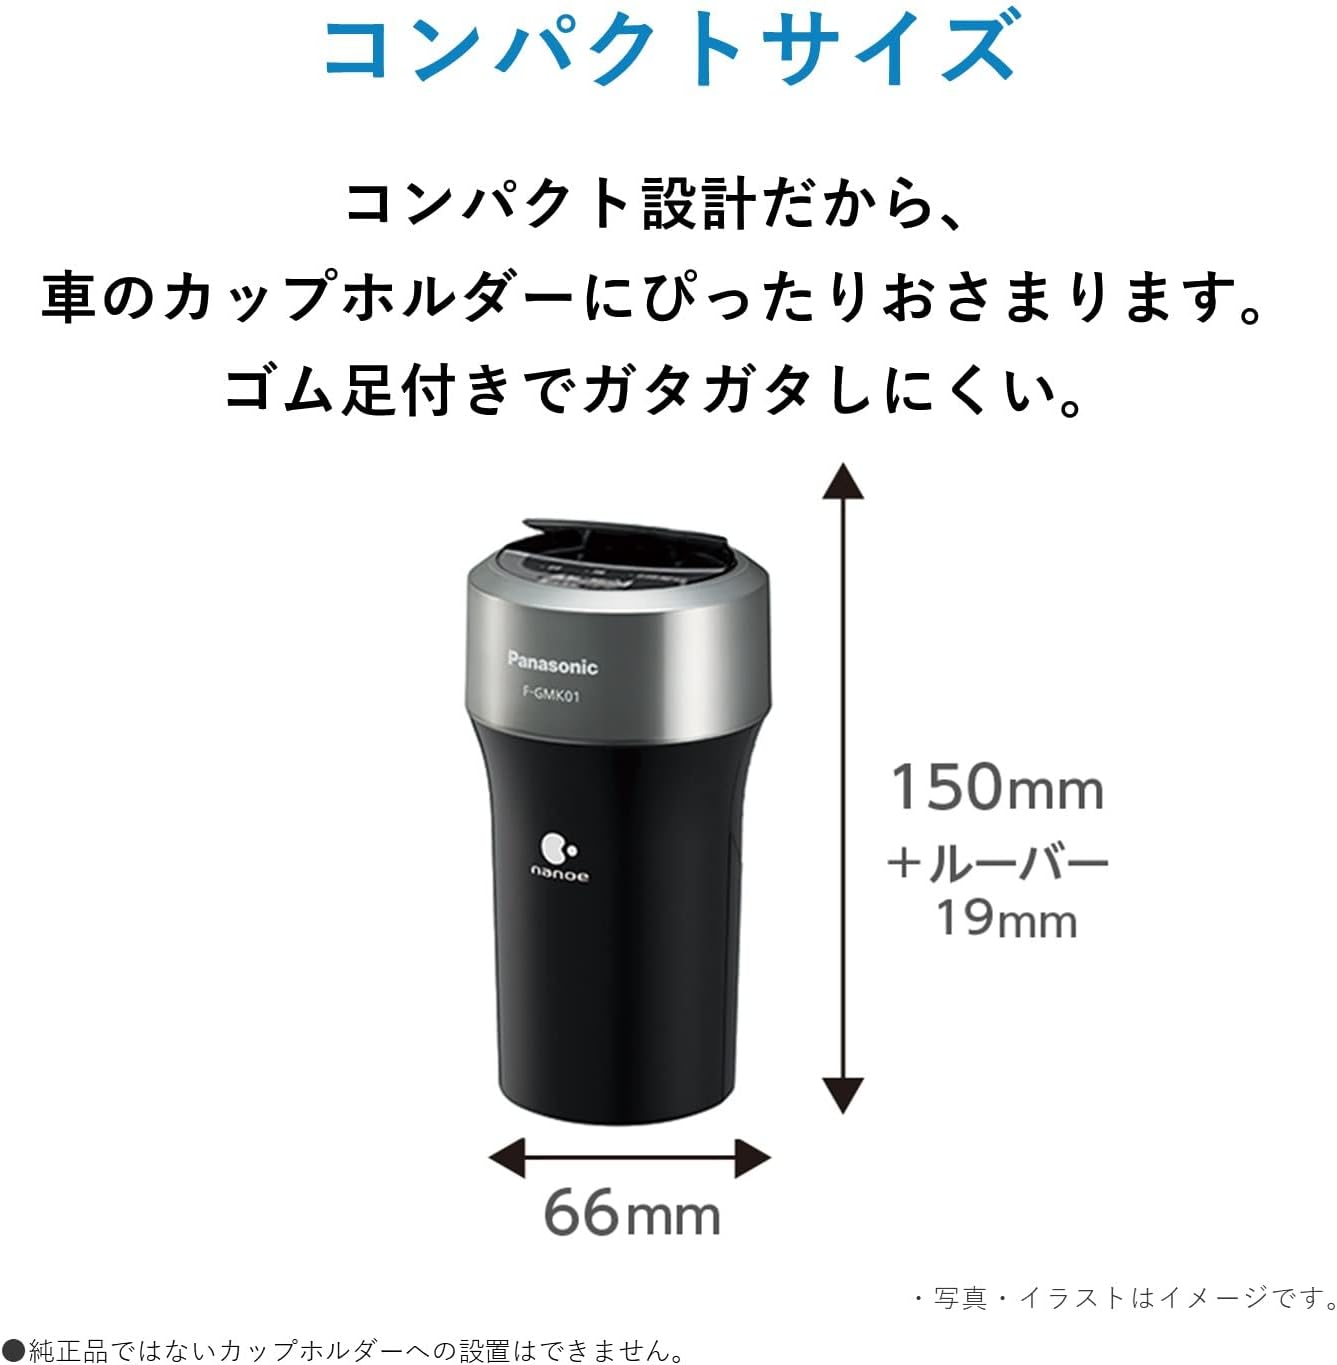 コンパクトサイズ
コンパクト設計だから、
車のカップホルダーにぴったりおさまります。
ゴム足付きでガタガタしにくい。
Panasonic
F-GMK01
nanoe
150mm
+ルーバー
19mm
66mm
・写真・イラストはイメージです。
●純正品ではないカップホルダーへの設置はできません。